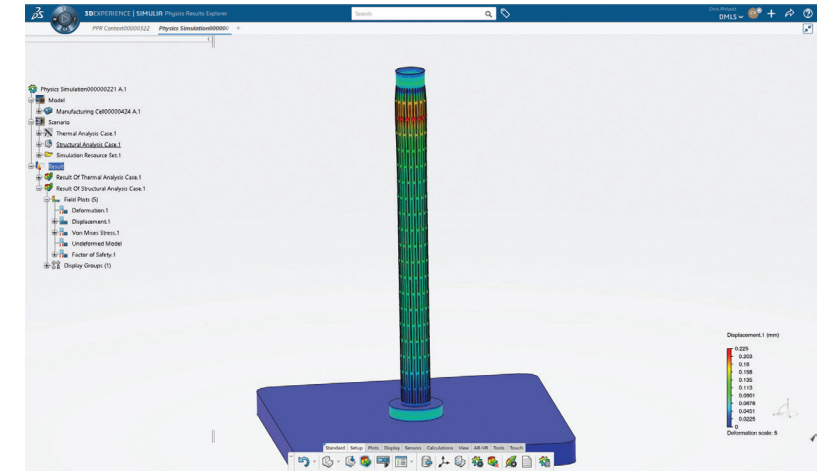 3DEXPERIENCE | SIMULIA Physics Results Explorer
Search
DMLS
PPR Context00000322
Physics Simulation000000
+
Physics Simulation000000221 A.1
Model
Manufacturing Cell00000424 A.1
Scenario
Thermal Analysis Case.1
Structural Analysis Case.1
Simulation Resource Set.1
Result
Result Of Thermal Analysis Case.1
Result Of Structural Analysis Case.1
Field Plots (5)
Deformation.1
Displacement.1
Von Mises Stress.1
Undeformed Model
Factor of Safety.1
Display Groups (1)
Displacement.1 (mm)
0.225
0.203
0.18
0.158
0.135
0.113
0.0901
0.0676
0.0451
0.0225
0
Deformation scale: 5
Standard Setup Plots Display Sensors Calculations View AR-VR Tools Touch